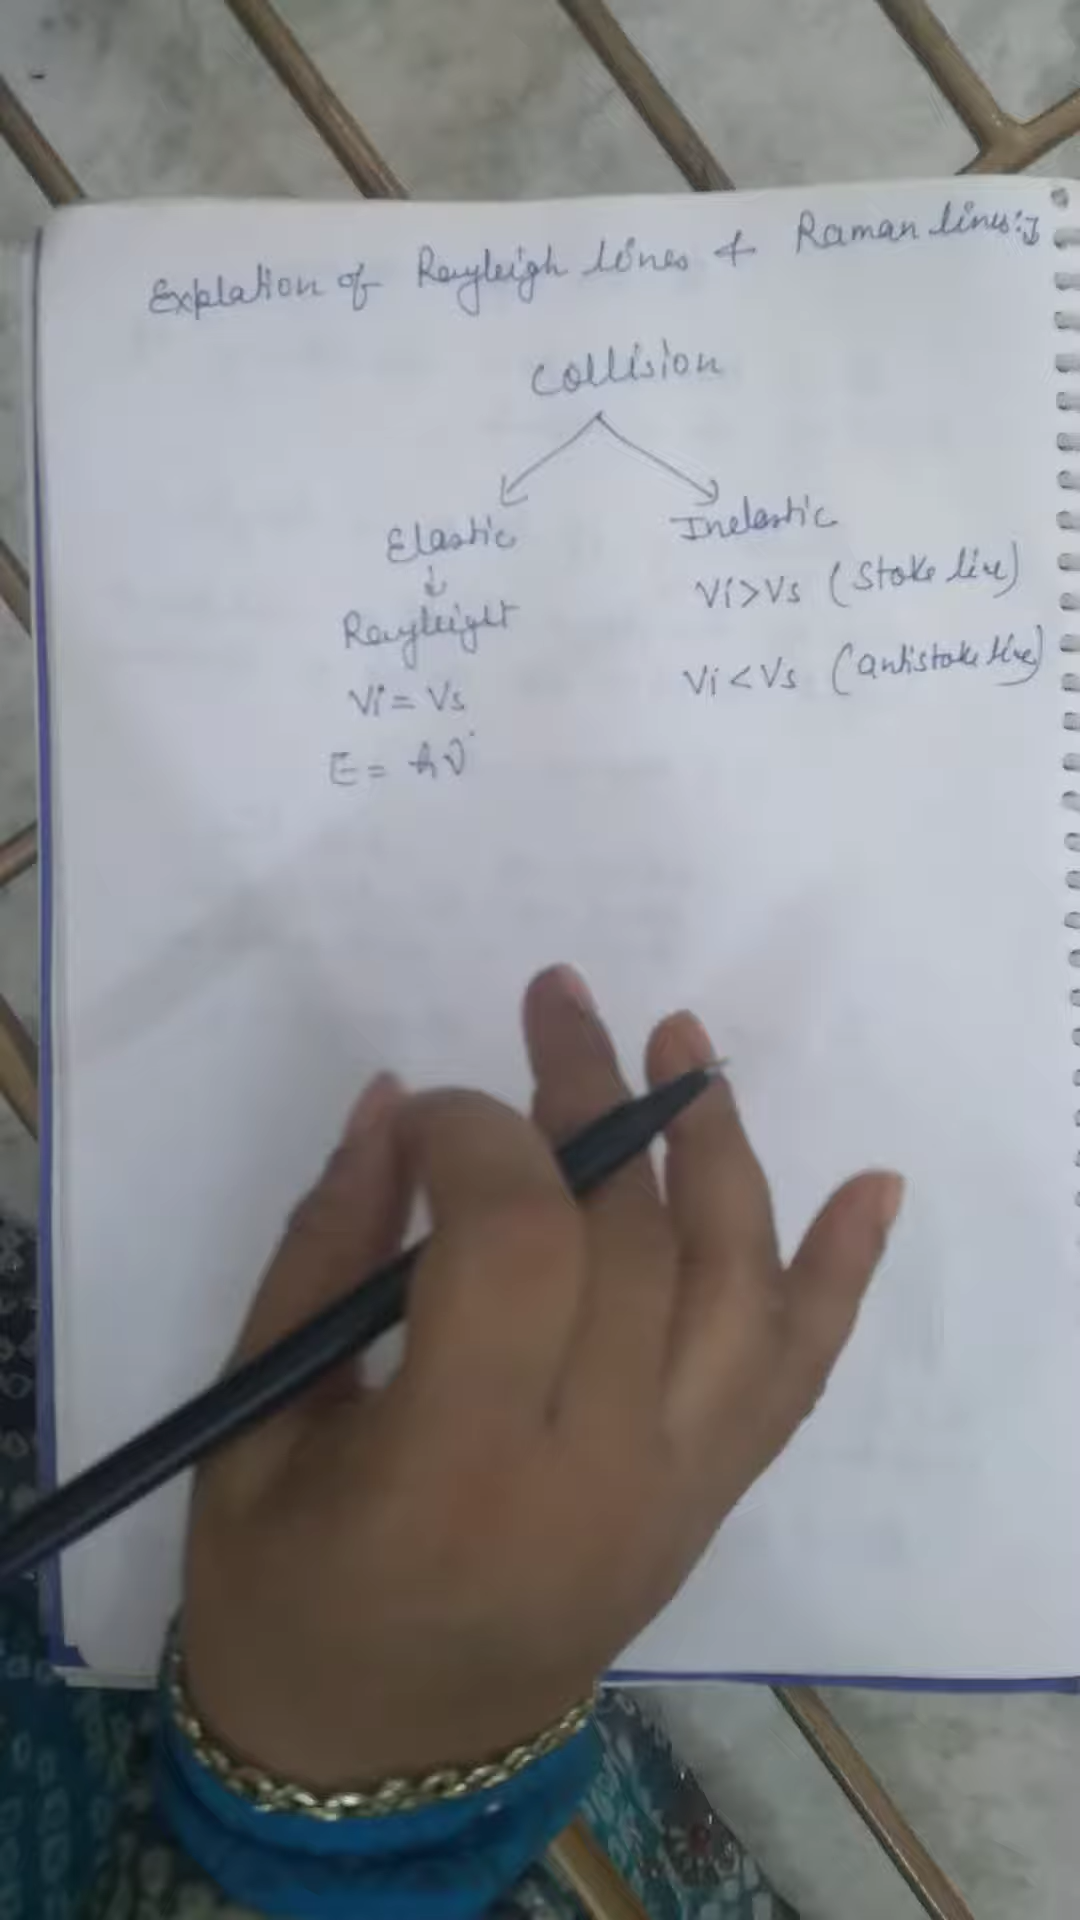 Explation of Rayleigh lines & Raman lines:]
Collision
Elastic
Inelastic
↓
Rayleight
Vi > Vs (Stoke line)
Vi = Vs
Vi < Vs (antistoke line)
E = hν